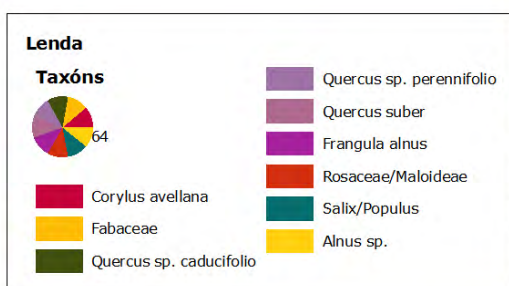 Lenda
Taxóns
64
Corylus avellana
Fabaceae
Quercus sp. caducifolio
Quercus sp. perennifolio
Quercus suber
Frangula alnus
Rosaceae/Maloideae
Salix/Populus
Alnus sp.